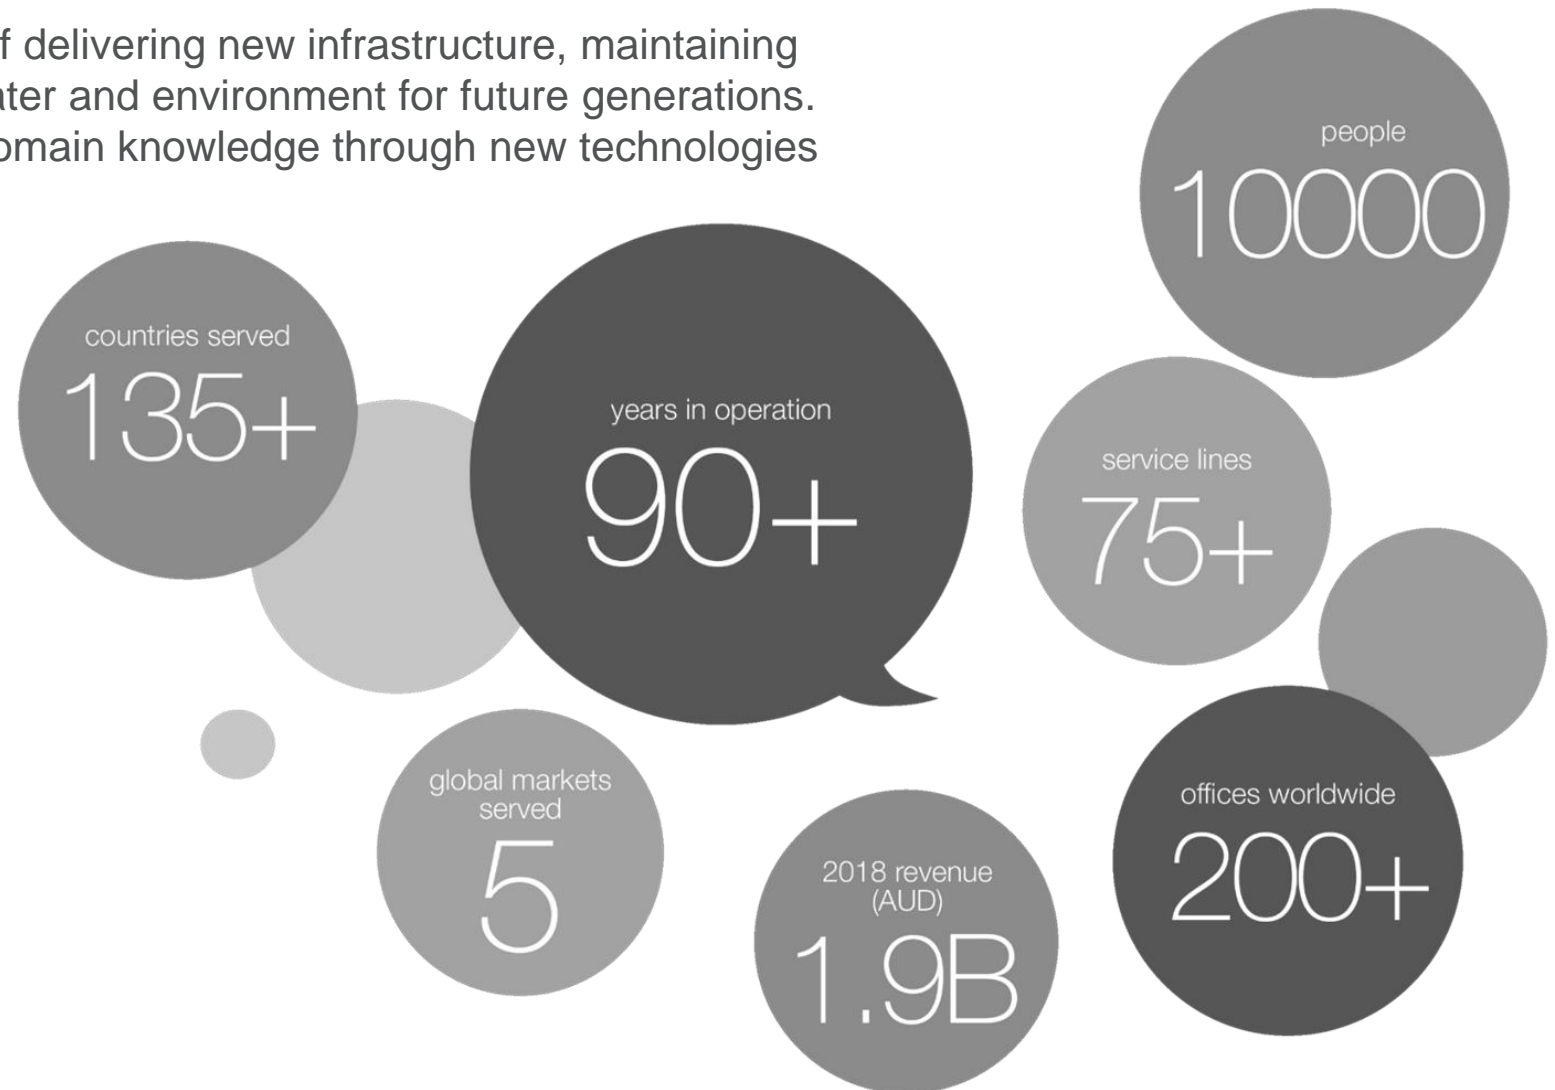 f delivering new infrastructure, maintaining
ater and environment for future generations.
omain knowledge through new technologies
people
10000
countries served
135+
years in operation
90+
service lines
75+
global markets
served
5
2018 revenue
(AUD)
1.9B
offices worldwide
200+